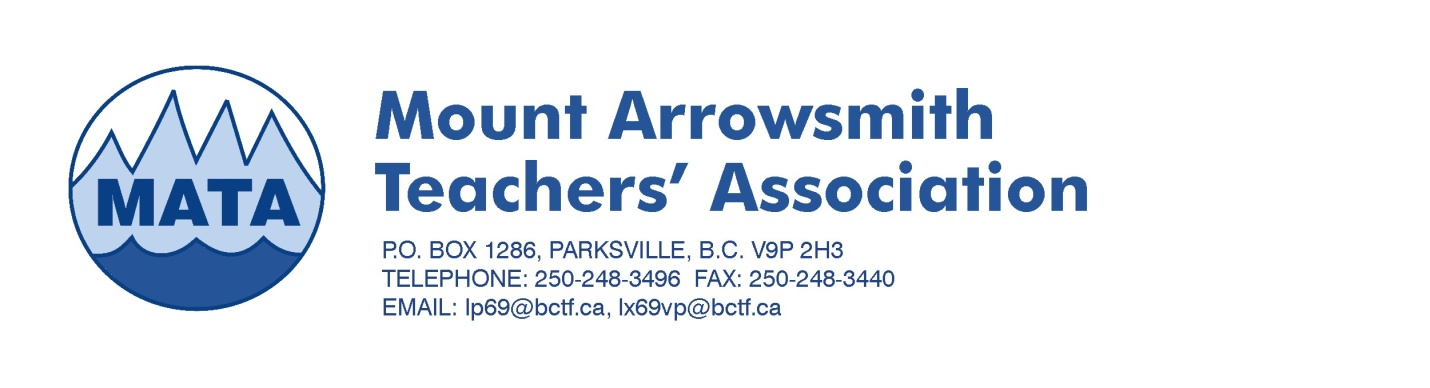 MATA
Mount Arrowsmith
Teachers' Association
P.O. BOX 1286, PARKSVILLE, B.C. V9P 2H3
TELEPHONE: 250-248-3496 FAX: 250-248-3440
EMAIL: lp69@bctf.ca, lx69vp@bctf.ca